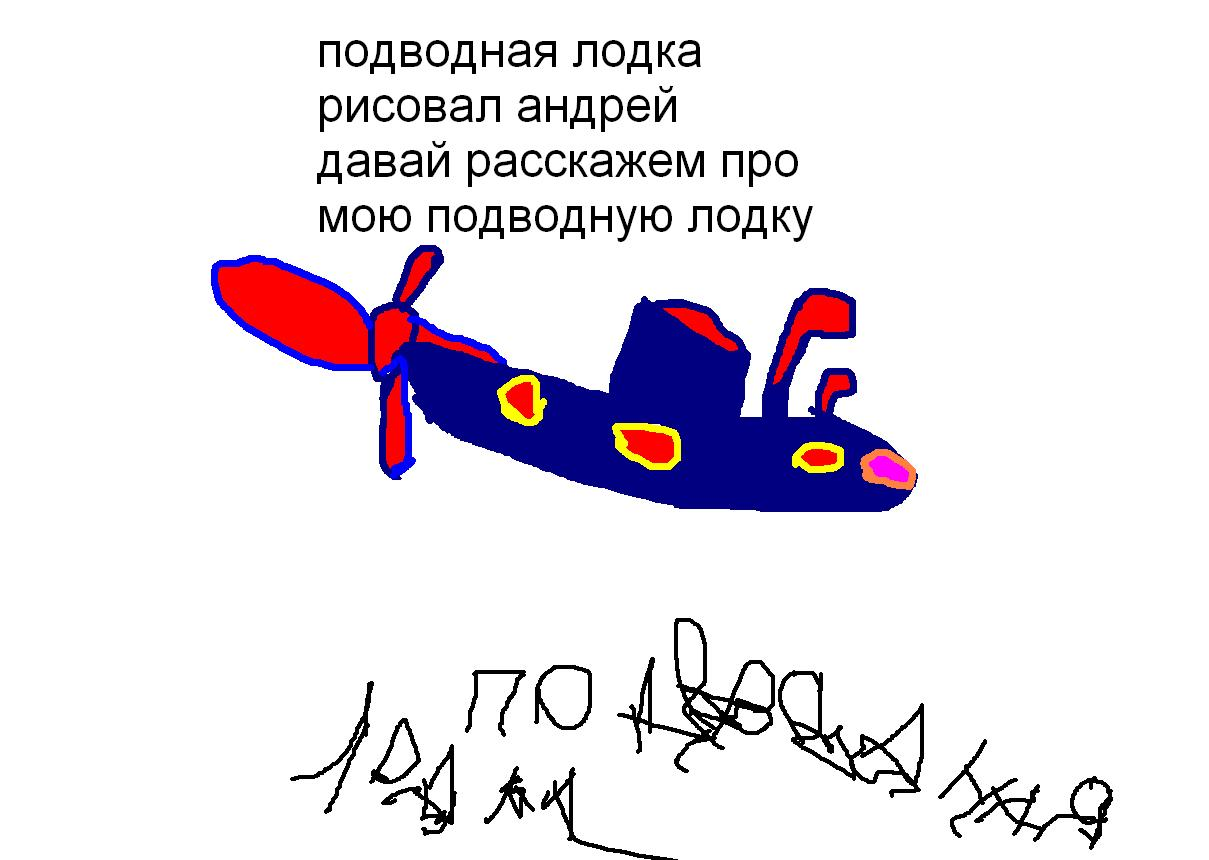 подводная лодка
рисовал андрей
давай расскажем про
мою подводную лодку